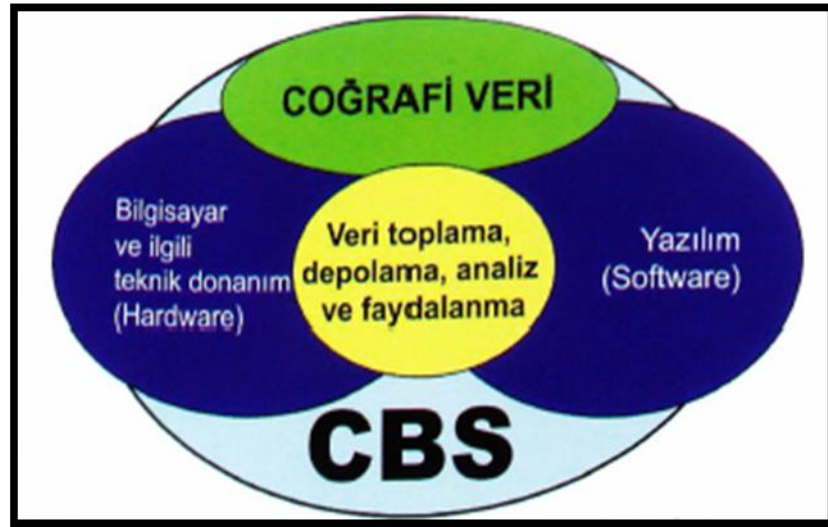 COĞRAFİ VERİ
Bilgisayar
ve ilgili
teknik donanım
(Hardware)
Veri toplama,
depolama, analiz
ve faydalanma
Yazılım
(Software)
CBS